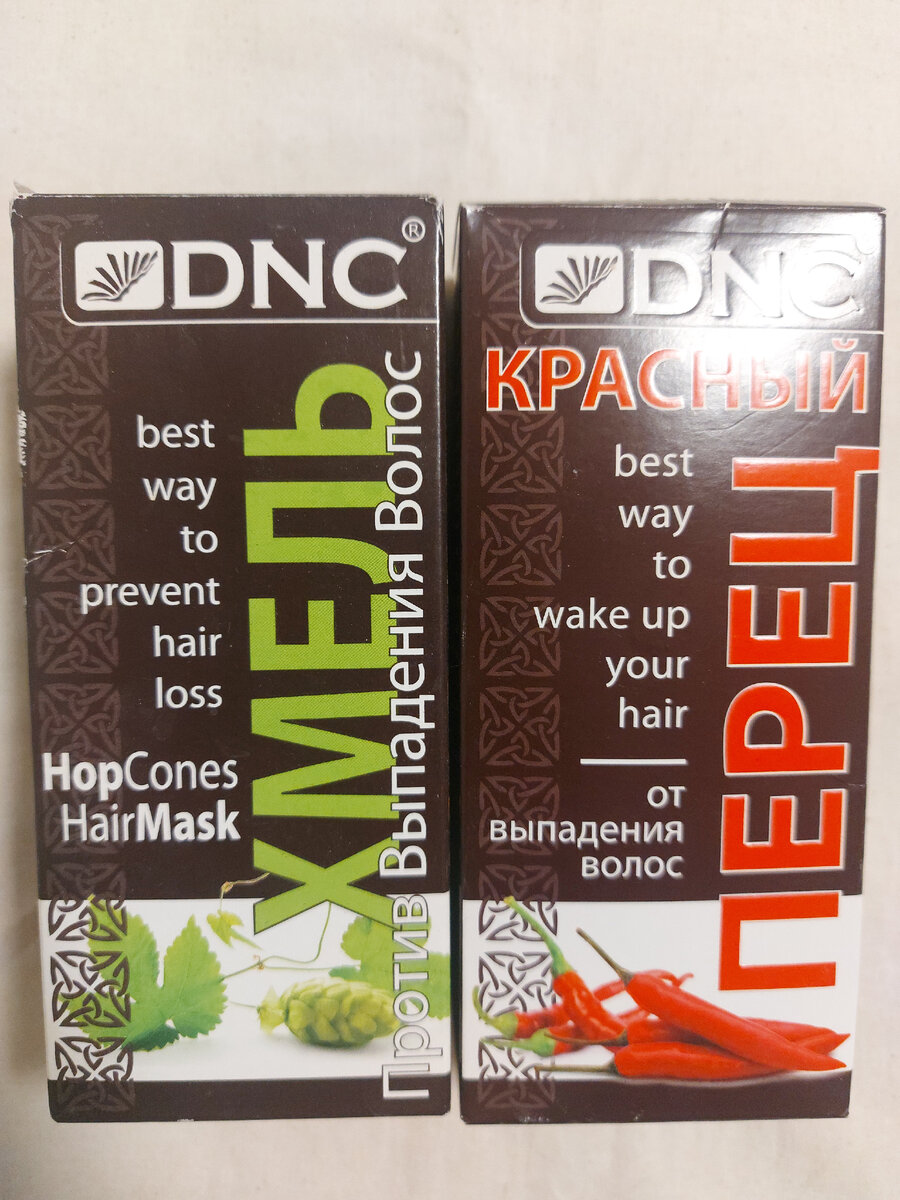 DNC®
best
way
to
prevent
hair
loss
HopCones
HairMask
ХМЕЛЬ
Против Выпадения Волос
DNC
КРАСНЫЙ
ПЕРЕЦ
best
way
to
wake up
your
hair
от
выпадения
волос